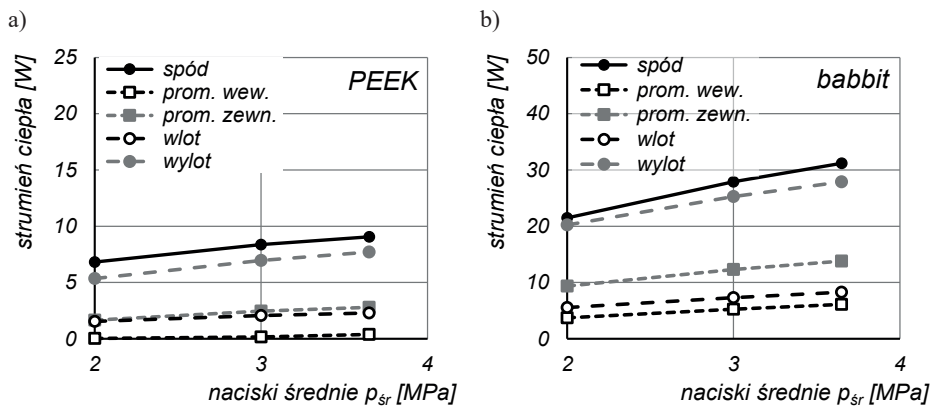 a)
25
20
15
10
5
0
strumień ciepła [W]
PEEK
spód
prom. wew.
prom. zewn.
wlot
wylot
2 3 4
naciski średnie pśr [MPa]
b)
50
40
30
20
10
0
strumień ciepła [W]
babbit
spód
prom. wew.
prom. zewn.
wlot
wylot
2 3 4
naciski średnie pśr [MPa]